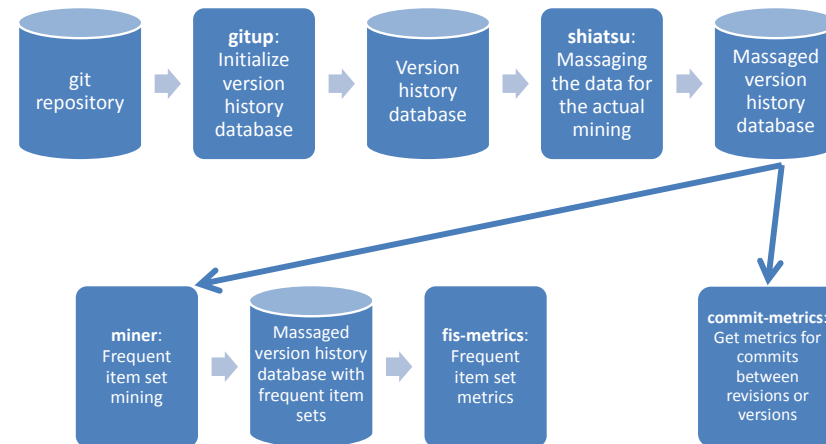 git
repository
gitup:
Initialize
version
history
database
Version
history
database
shiatsu:
Massaging
the data for
the actual
mining
Massaged
version
history
database
miner:
Frequent
item set
mining
Massaged
version history
database with
frequent item
sets
fis-metrics:
Frequent
item set
metrics
commit-metrics:
Get metrics for
commits
between
revisions or
versions